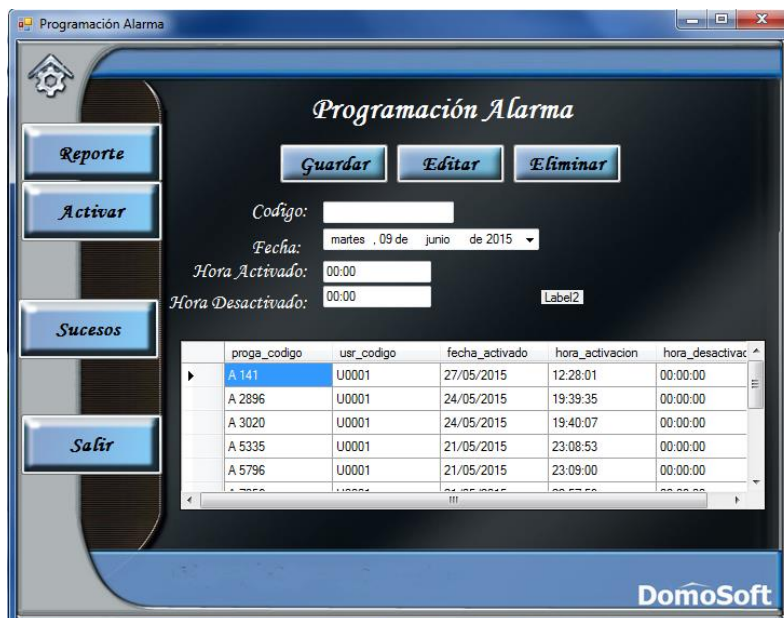 Programación Alarma
Programación Alarma
Reporte
Activar
Sucesos
Salir
Guardar Editar Eliminar
Codigo:
Fecha: martes , 09 de junio de 2015
Hora Activado: 00:00
Hora Desactivado: 00:00
Label2
proga_codigo usr_codigo fecha_activado hora_activacion hora_desactivac
A 141 U0001 27/05/2015 12:28:01 00:00:00
A 2896 U0001 24/05/2015 19:39:35 00:00:00
A 3020 U0001 24/05/2015 19:40:07 00:00:00
A 5335 U0001 21/05/2015 23:08:53 00:00:00
A 5796 U0001 21/05/2015 23:09:00 00:00:00
DomoSoft